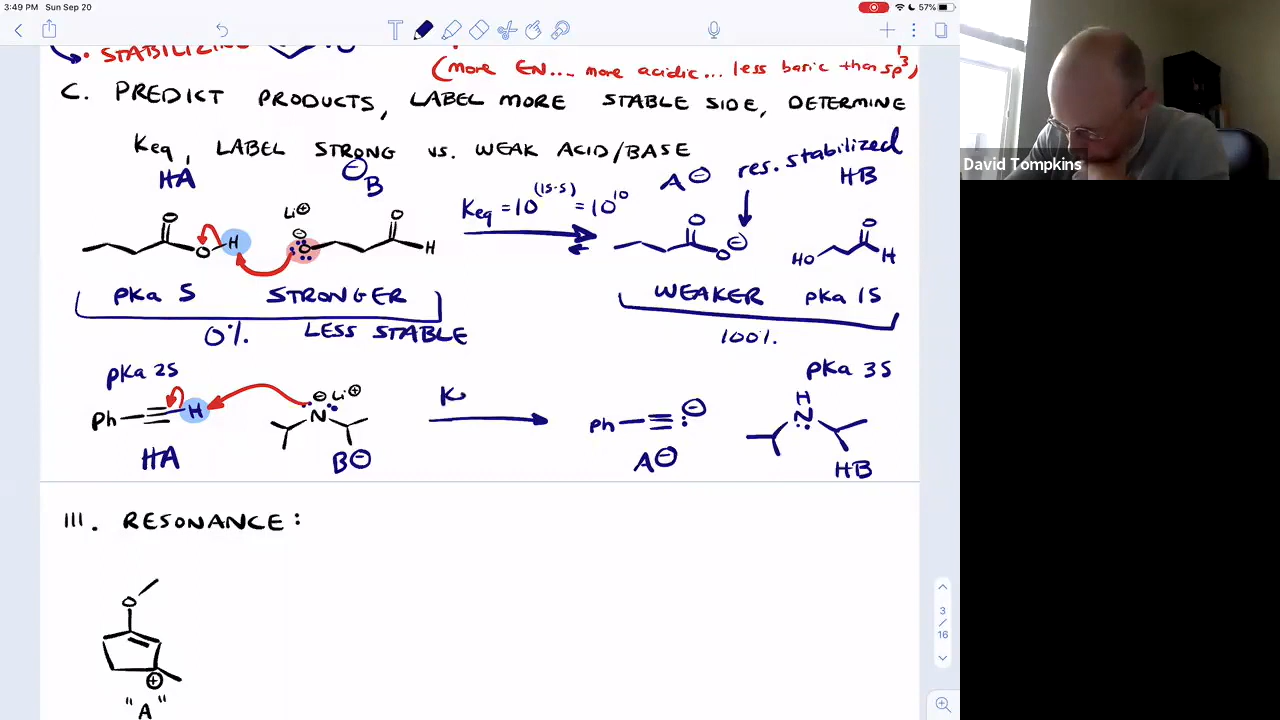 3:49 PM Sun Sep 20
57%
STABILIZING
(more EN... more acidic... less basic than sp3)
C. PREDICT PRODUCTS, LABEL MORE STABLE SIDE, DETERMINE
Keq, LABEL STRONG vs. WEAK ACID/BASE
David Tompkins
HA ⊖B Keq = 10^(15-5) = 10^10 A⊖ res. stabilized HB
O O H Li⊕ ⊖ O O H O O ⊖ HO O H
pKa 5 STRONGER WEAKER pKa 15
0% LESS STABLE 100%
pKa 25 pKa 35
Ph H ⊖ Li⊕ N K Ph ⊖ H N
HA B⊖ A⊖ HB
III. RESONANCE:
O
⊕
"A"
3
/
16